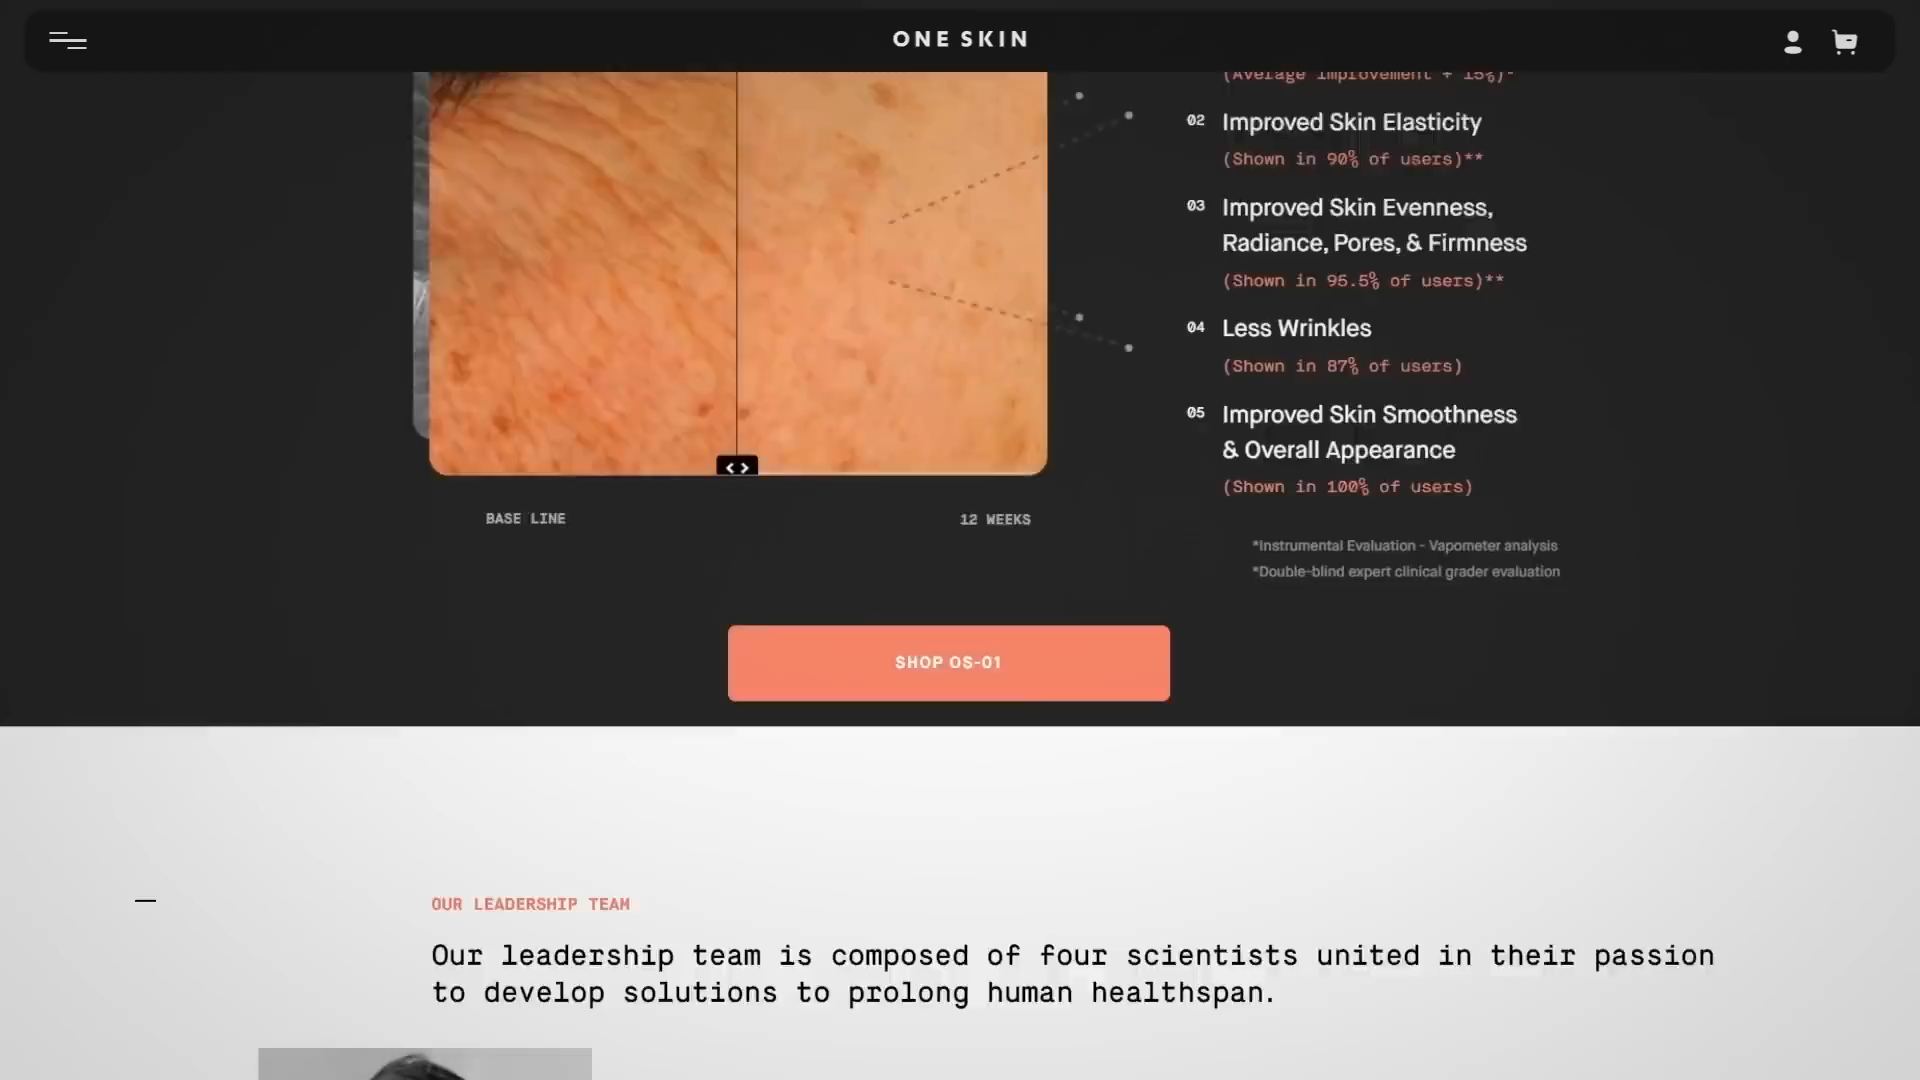 ONE SKIN
(Average improvement + 15%)*
02 Improved Skin Elasticity
(Shown in 90% of users)**
03 Improved Skin Evenness,
Radiance, Pores, & Firmness
(Shown in 95.5% of users)**
04 Less Wrinkles
(Shown in 87% of users)
05 Improved Skin Smoothness
& Overall Appearance
(Shown in 100% of users)
BASE LINE
12 WEEKS
*Instrumental Evaluation - Vapometer analysis
*Double-blind expert clinical grader evaluation
SHOP OS-01
OUR LEADERSHIP TEAM
Our leadership team is composed of four scientists united in their passion
to develop solutions to prolong human healthspan.